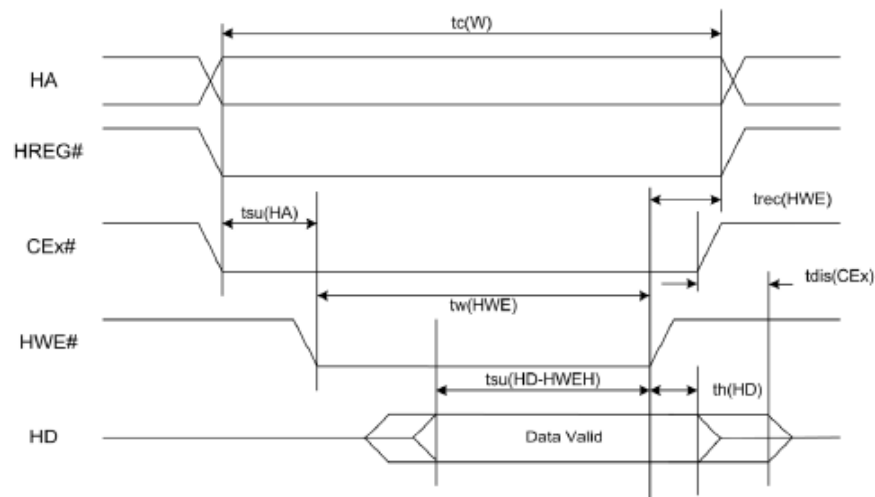 tc(W)
HA
HREG#
tsu(HA)
trec(HWE)
CEx#
tdis(CEx)
tw(HWE)
HWE#
tsu(HD-HWEH)
th(HD)
HD
Data Valid